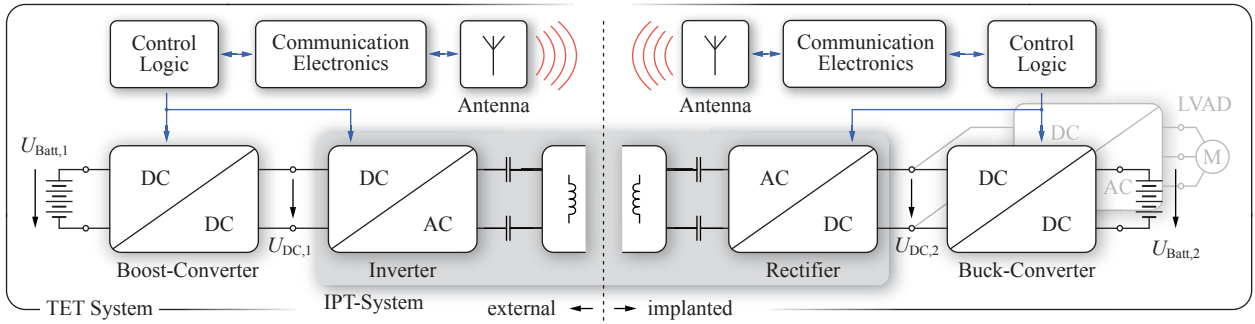 Control
Logic
Communication
Electronics
Antenna
Antenna
Communication
Electronics
Control
Logic
LVAD
M
DC
AC
U_Batt,1
DC
DC
U_DC,1
DC
AC
AC
DC
U_DC,2
DC
DC
U_Batt,2
Boost-Converter
Inverter
Rectifier
Buck-Converter
IPT-System
TET System
external
implanted